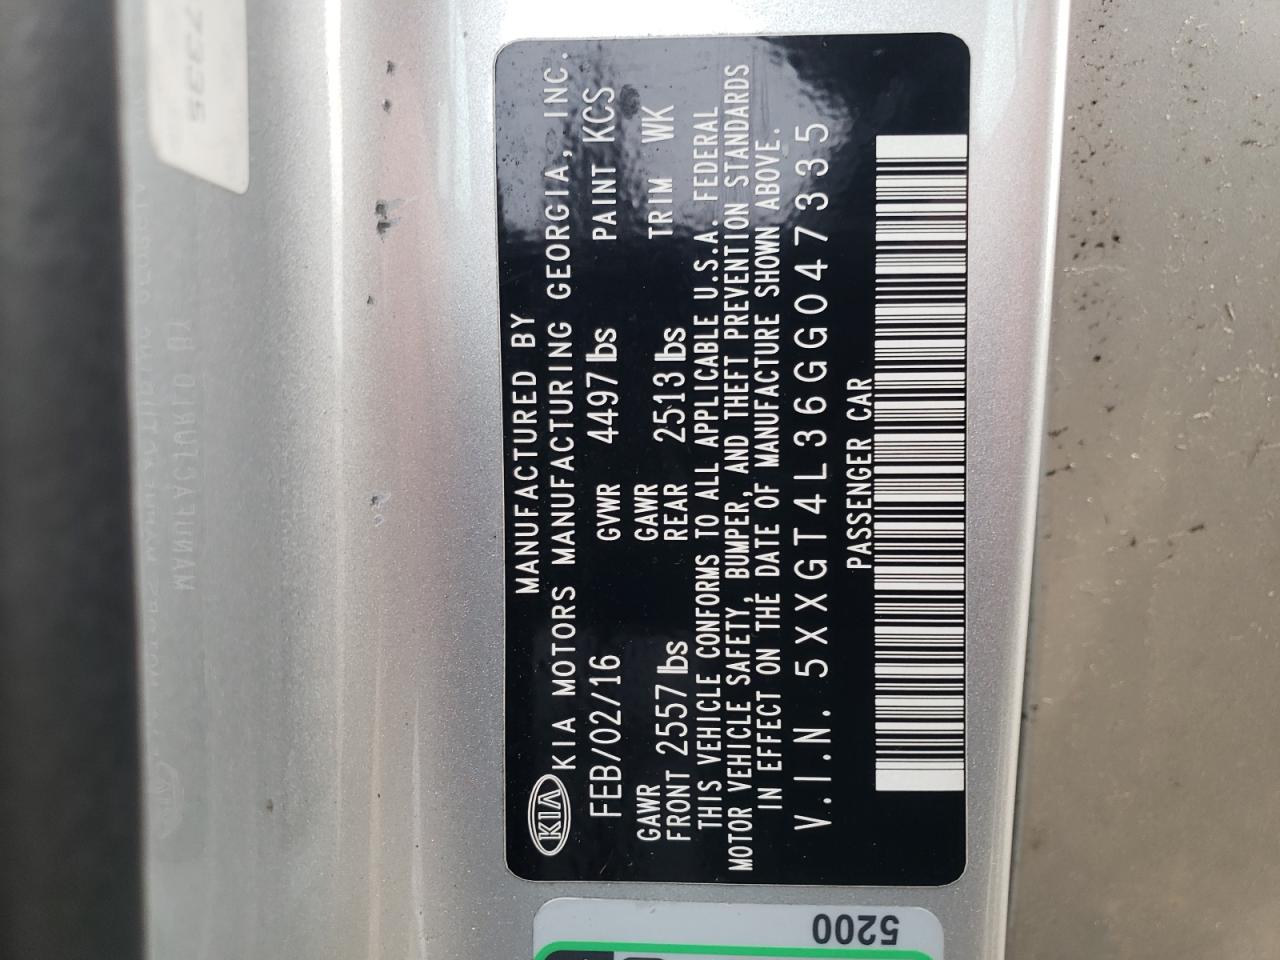 MANUFACTURED BY
KIA KIA MOTORS MANUFACTURING GEORGIA, INC.
FEB/02/16 GVWR 4497 lbs PAINT KCS
GAWR FRONT 2557 lbs GAWR REAR 2513 lbs TRIM WK
THIS VEHICLE CONFORMS TO ALL APPLICABLE U.S.A. FEDERAL
MOTOR VEHICLE SAFETY, BUMPER, AND THEFT PREVENTION STANDARDS
IN EFFECT ON THE DATE OF MANUFACTURE SHOWN ABOVE.
V.I.N. 5XXGT4L36GG047335
PASSENGER CAR
5200
7335